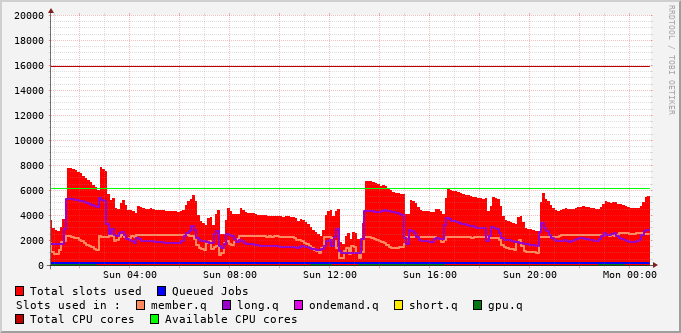 20000
18000
16000
14000
12000
10000
8000
6000
4000
2000
0
Sun 04:00 Sun 08:00 Sun 12:00 Sun 16:00 Sun 20:00 Mon 00:00
RRDTOOL / TOBI OETIKER
Total slots used Queued Jobs
Slots used in : member.q long.q ondemand.q short.q gpu.q
Total CPU cores Available CPU cores